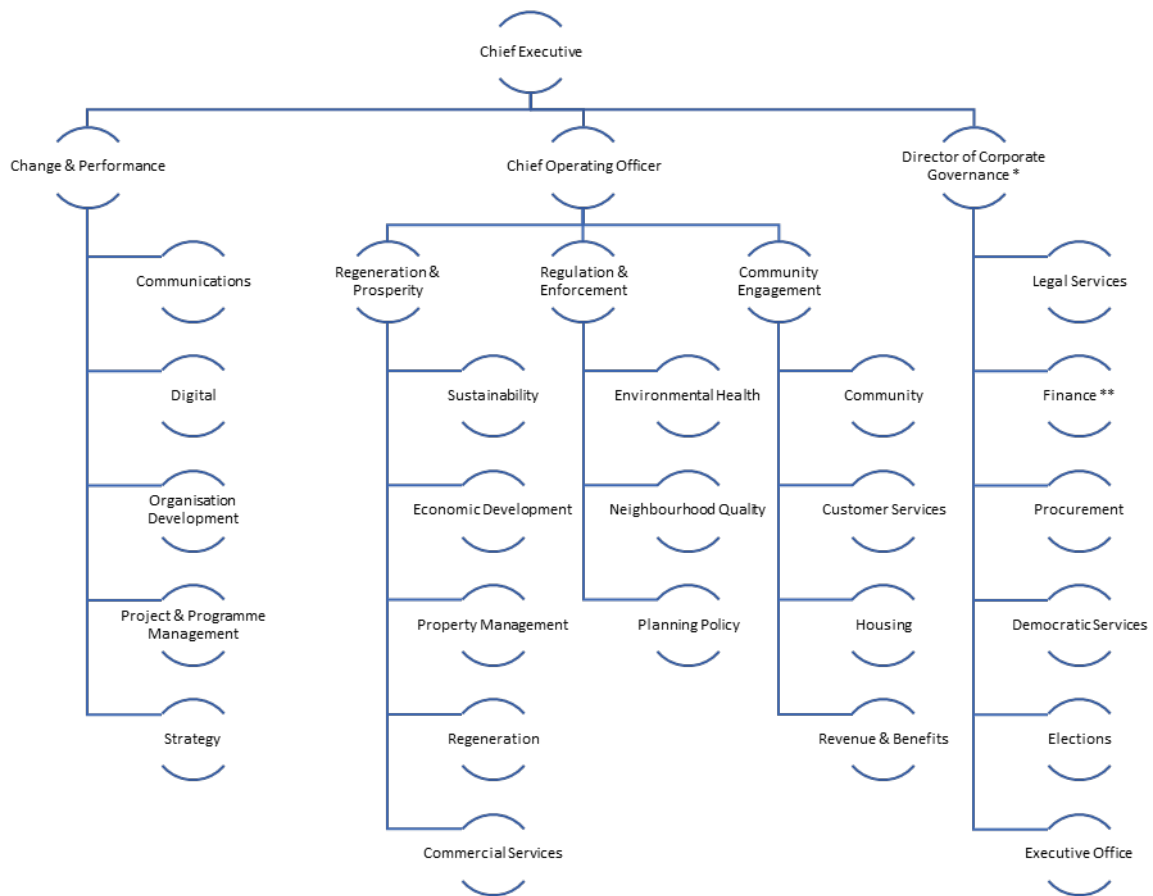 Chief Executive
Change & Performance
Chief Operating Officer
Director of Corporate
Governance *
Regeneration &
Prosperity
Regulation &
Enforcement
Community
Engagement
Communications
Legal Services
Digital
Sustainability
Environmental Health
Community
Finance **
Organisation
Development
Economic Development
Neighbourhood Quality
Customer Services
Procurement
Project & Programme
Management
Property Management
Planning Policy
Housing
Democratic Services
Strategy
Regeneration
Revenue & Benefits
Elections
Commercial Services
Executive Office